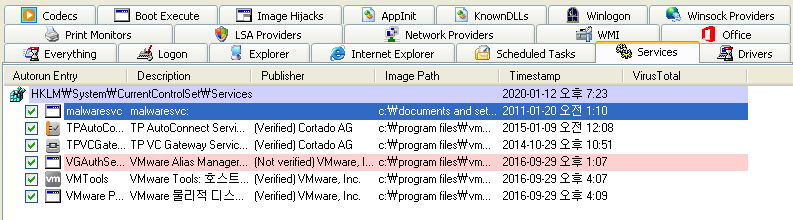 Codecs Boot Execute Image Hijacks AppInit KnownDLLs Winlogon Winsock Providers
Print Monitors LSA Providers Network Providers WMI Office
Everything Logon Explorer Internet Explorer Scheduled Tasks Services Drivers
Autorun Entry Description Publisher Image Path Timestamp VirusTotal
HKLM￦System￦CurrentControlSet￦Services 2020-01-12 오후 7:23
malwaresvc malwaresvc: c:￦documents and set... 2011-01-20 오전 1:10
TPAutoCo... TP AutoConnect Servi... (Verified) Cortado AG c:￦program files￦vm... 2015-01-09 오전 12:08
TPVCGate... TP VC Gateway Servic... (Verified) Cortado AG c:￦program files￦vm... 2014-10-29 오후 10:51
VGAuthSe... VMware Alias Manager... (Not verified) VMware, I... c:￦program files￦vm... 2016-09-29 오후 1:07
VMTools VMware Tools: 호스트... (Verified) VMware, Inc. c:￦program files￦vm... 2016-09-29 오후 4:07
VMware P... VMware 물리적 디스... (Verified) VMware, Inc. c:￦program files￦vm... 2016-09-29 오후 4:09